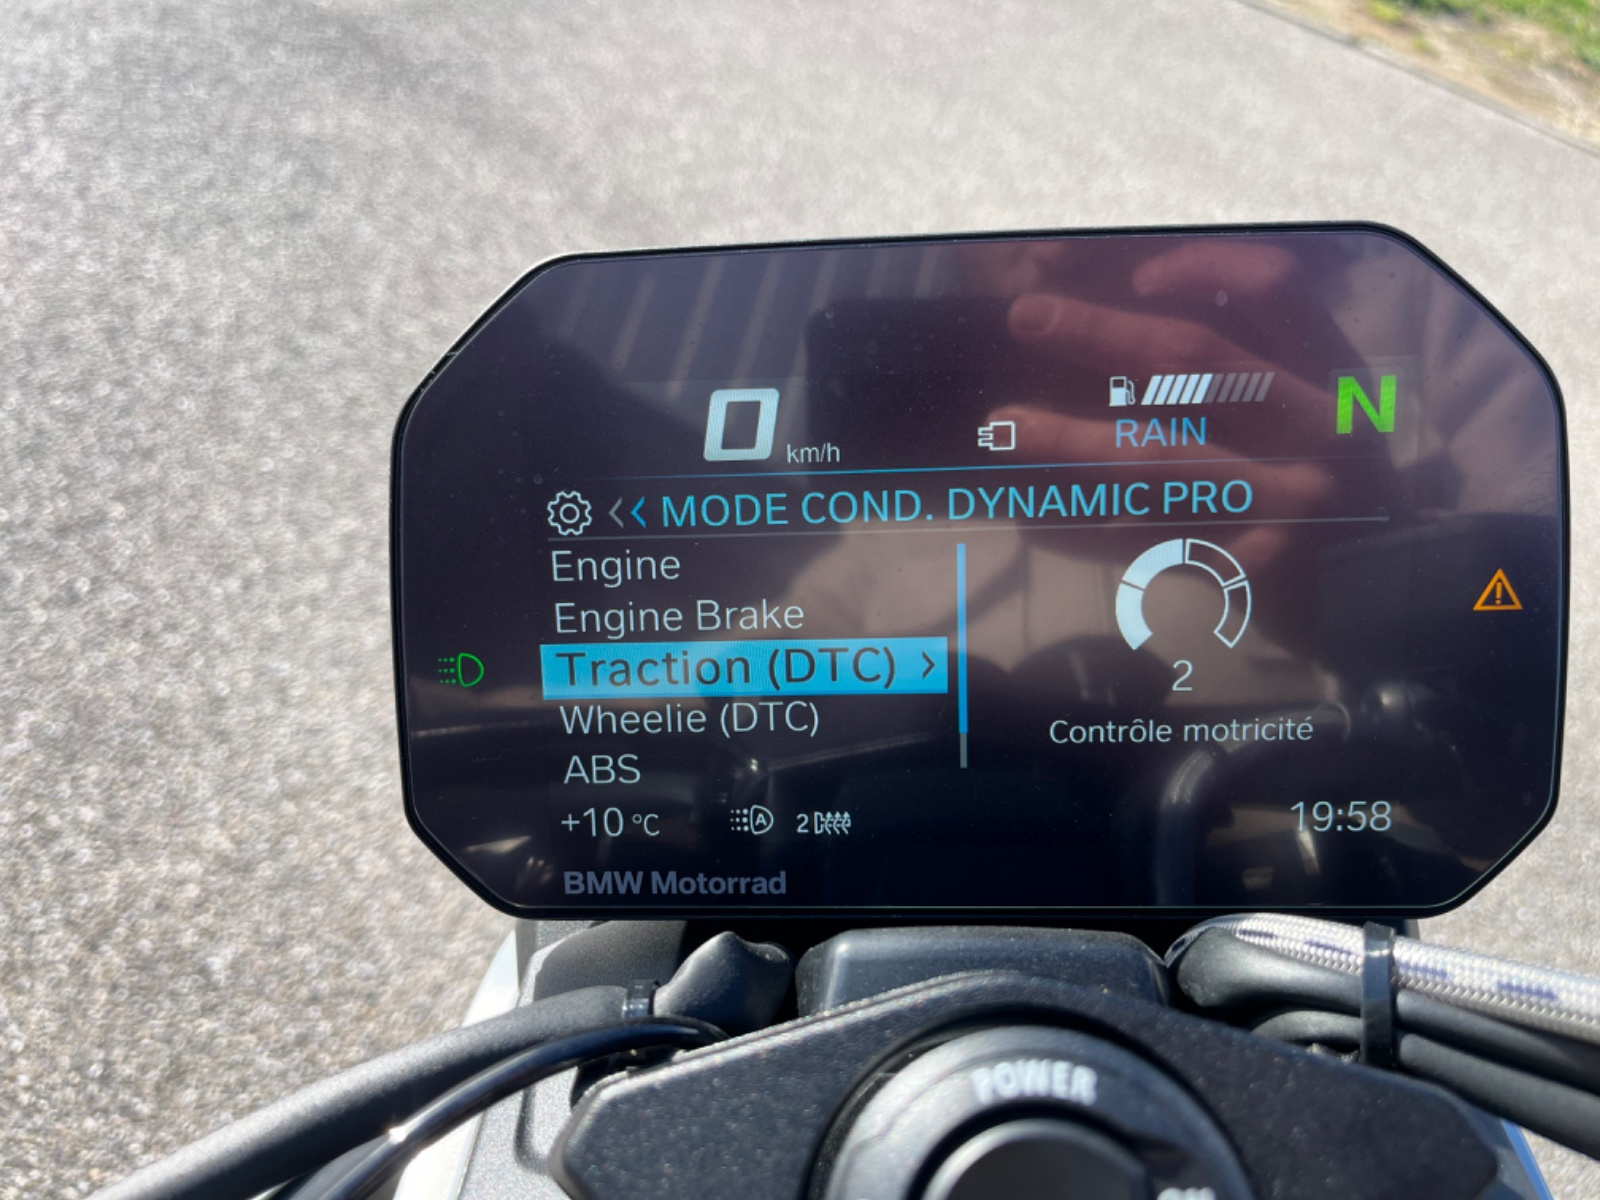 0 km/h
RAIN
N
<< MODE COND. DYNAMIC PRO
Engine
Engine Brake
Traction (DTC) >
Wheelie (DTC)
ABS
2
Contrôle motricité
+10 °C
A
2
19:58
BMW Motorrad
POWER